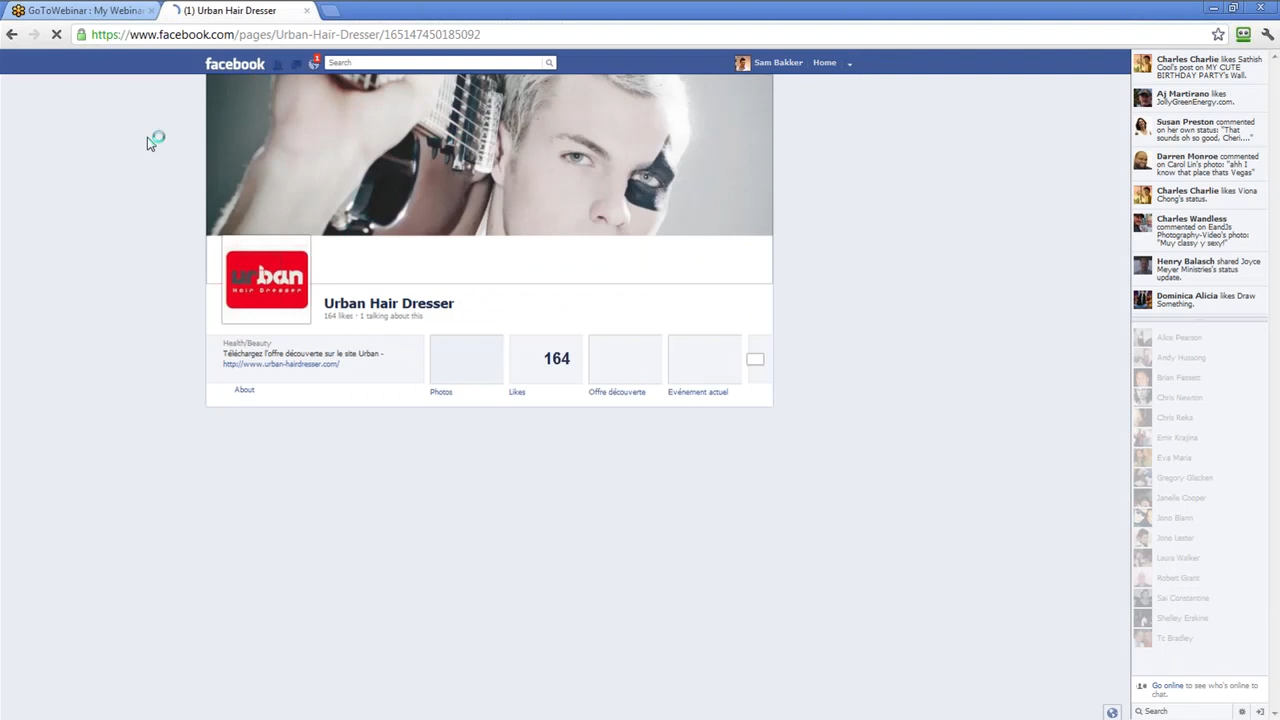 GoToWebinar : My Webinar
(1) Urban Hair Dresser
https://www.facebook.com/pages/Urban-Hair-Dresser/165147450185092
facebook
1
Search
Sam Bakker
Home
urban
Hair Dresser
Urban Hair Dresser
164 likes · 1 talking about this
Health/Beauty
Téléchargez l'offre découverte sur le site Urban -
http://www.urban-hairdresser.com/
About
164
Photos
Likes
Offre découverte
Evénement actuel
Charles Charlie likes Sathish
Cool's post on MY CUTE
BIRTHDAY PARTY's Wall.
Aj Martirano likes
JollyGreenEnergy.com.
Susan Preston commented
on her own status: "That
sounds oh so good, Cheri...."
Darren Monroe commented
on Carol Lin's photo: "ahh I
know that place thats Vegas"
Charles Charlie likes Viona
Chong's status.
Charles Wandless
commented on EandJs
Photography-Video's photo:
"Muy classy y sexy!"
Henry Balasch shared Joyce
Meyer Ministries's status
update.
Dominica Alicia likes Draw
Something.
Alice Pearson
Andy Hussong
Brian Fassett
Chris Newton
Chris Reka
Emir Krajina
Eva Maria
Gregory Glacken
Janelle Cooper
Jono Biann
Jono Lester
Laura Walker
Robert Grant
Sai Constantine
Shelley Erskine
Tc Bradley
Go online to see who's online to
chat.
Search